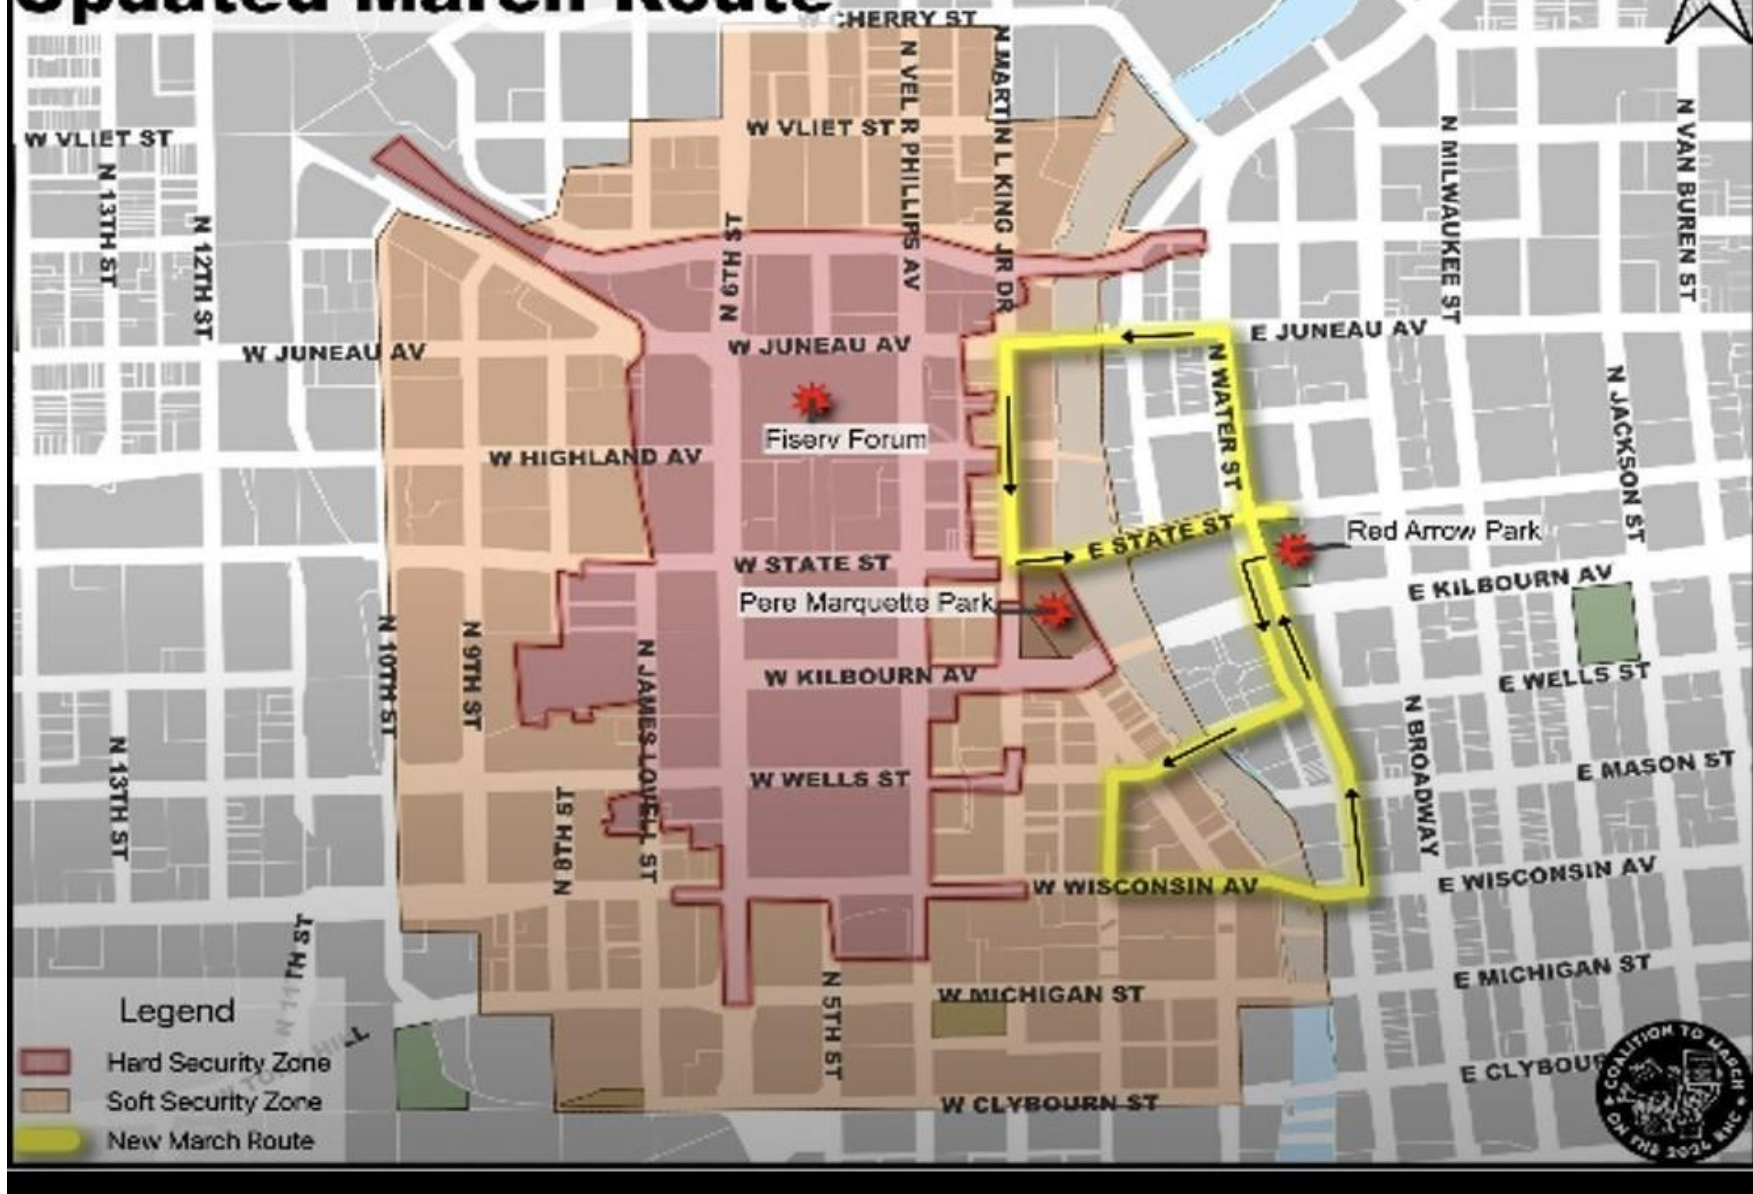 Updated March Route
W CHERRY ST
N VEL R PHILLIPS AV
N MARTIN L KING JR DR
W VLIET ST
W VLIET ST
N 13TH ST
N 12TH ST
N 6TH ST
N MILWAUKEE ST
N VAN BUREN ST
W JUNEAU AV
W JUNEAU AV
E JUNEAU AV
N WATER ST
N JACKSON ST
Fiserv Forum
W HIGHLAND AV
E STATE ST
Red Arrow Park
W STATE ST
E KILBOURN AV
Pere Marquette Park
N 10TH ST
N 9TH ST
N JAMES LOVELL ST
W KILBOURN AV
E WELLS ST
N BROADWAY
N 13TH ST
W WELLS ST
E MASON ST
N 8TH ST
W WISCONSIN AV
E WISCONSIN AV
N 11TH ST
N 5TH ST
W MICHIGAN ST
E MICHIGAN ST
HILL
Legend
Hard Security Zone
Soft Security Zone
New March Route
W CLYBOURN ST
E CLYBOUR
COALITION TO MARCH
ON THE 2024 RNC